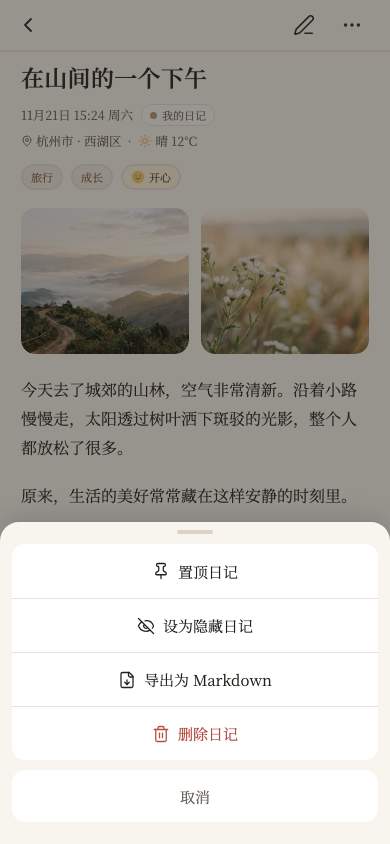 在山间的一个下午
11月21日 15:24 周六 我的日记
杭州市 · 西湖区 · 晴 12°C
旅行 成长 开心
今天去了城郊的山林，空气非常清新。沿着小路
慢慢走，太阳透过树叶洒下斑驳的光影，整个人
都放松了很多。
原来，生活的美好常常藏在这样安静的时刻里。
置顶日记
设为隐藏日记
导出为 Markdown
删除日记
取消